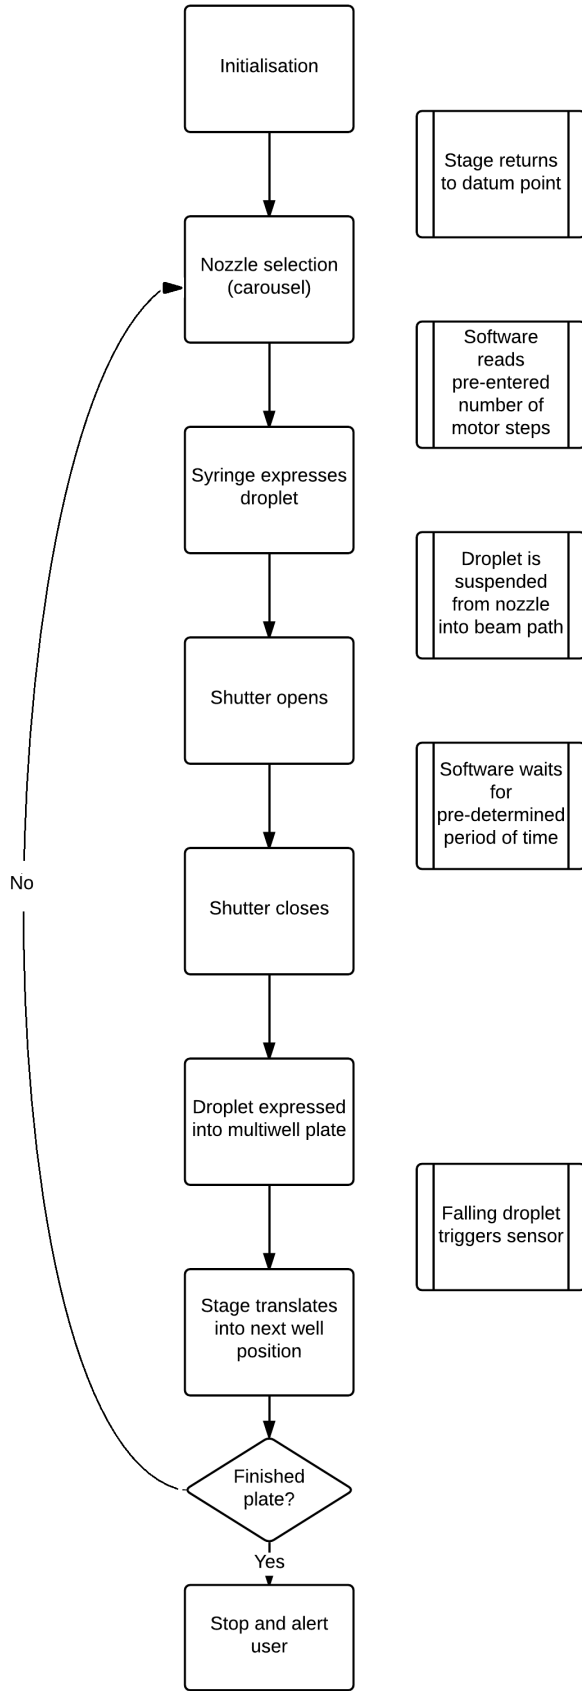 Initialisation
Stage returns
to datum point
Nozzle selection
(carousel)
Software
reads
pre-entered
number of
motor steps
Syringe expresses
droplet
Droplet is
suspended
from nozzle
into beam path
Shutter opens
Software waits
for
pre-determined
period of time
No
Shutter closes
Droplet expressed
into multiwell plate
Falling droplet
triggers sensor
Stage translates
into next well
position
Finished
plate?
Yes
Stop and alert
user